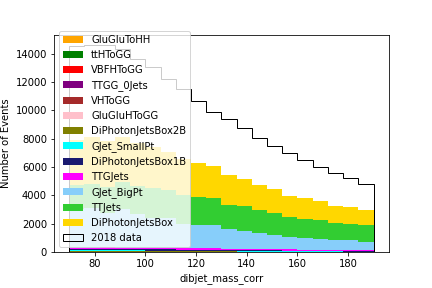 GluGluToHH
ttHToGG
VBFHToGG
TTGG_0Jets
VHToGG
GluGluHToGG
DiPhotonJetsBox2B
GJet_SmallPt
DiPhotonJetsBox1B
TTGJets
GJet_BigPt
TTJets
DiPhotonJetsBox
2018 data
Number of Events
14000
12000
10000
8000
6000
4000
2000
0
80 100 120 140 160 180
dibjet_mass_corr